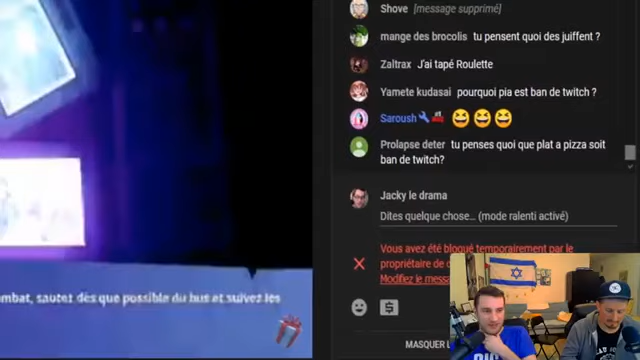 Shove [message supprimé]
mange des brocolis tu pensent quoi des juiffent ?
Zaltrax J'ai tapé Roulette
Yamete kudasai pourquoi pia est ban de twitch ?
Saroush
Prolapse deter tu penses quoi que plat a pizza soit
ban de twitch?
Jacky le drama
Dites quelque chose... (mode ralenti activé)
Vous avez été bloqué temporairement par le
propriétaire de
Modifiez le mess
mbat, sautez dès que possible du bus et suivez les
MASQUER L